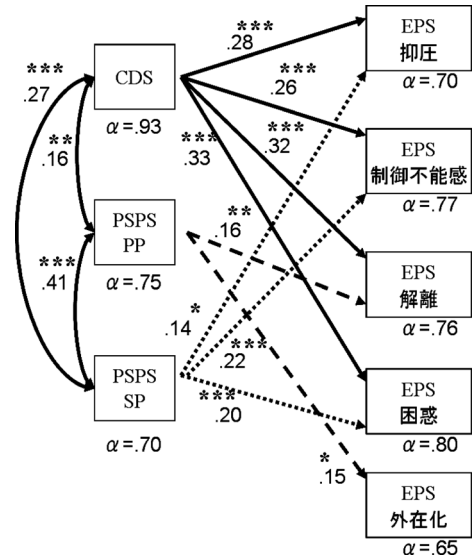 ***
.27
CDS
α=.93
**
.16
PSPS
PP
α=.75
***
.41
PSPS
SP
α=.70
***
.28
***
.26
***
.32
***
.33
**
.16
*
.14
***
.22
***
.20
*
.15
EPS
抑圧
α=.70
EPS
制御不能感
α=.77
EPS
解離
α=.76
EPS
困惑
α=.80
EPS
外在化
α=.65